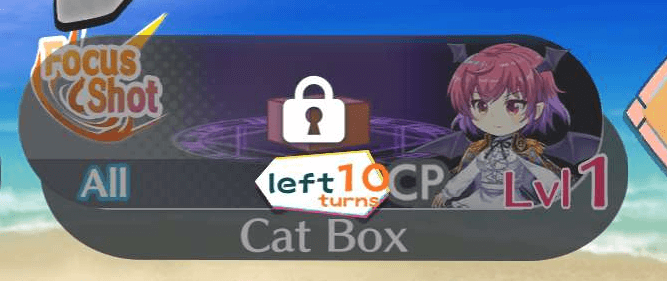 Focus
Shot
All
left 10
turns
CP
Lvl 1
Cat Box